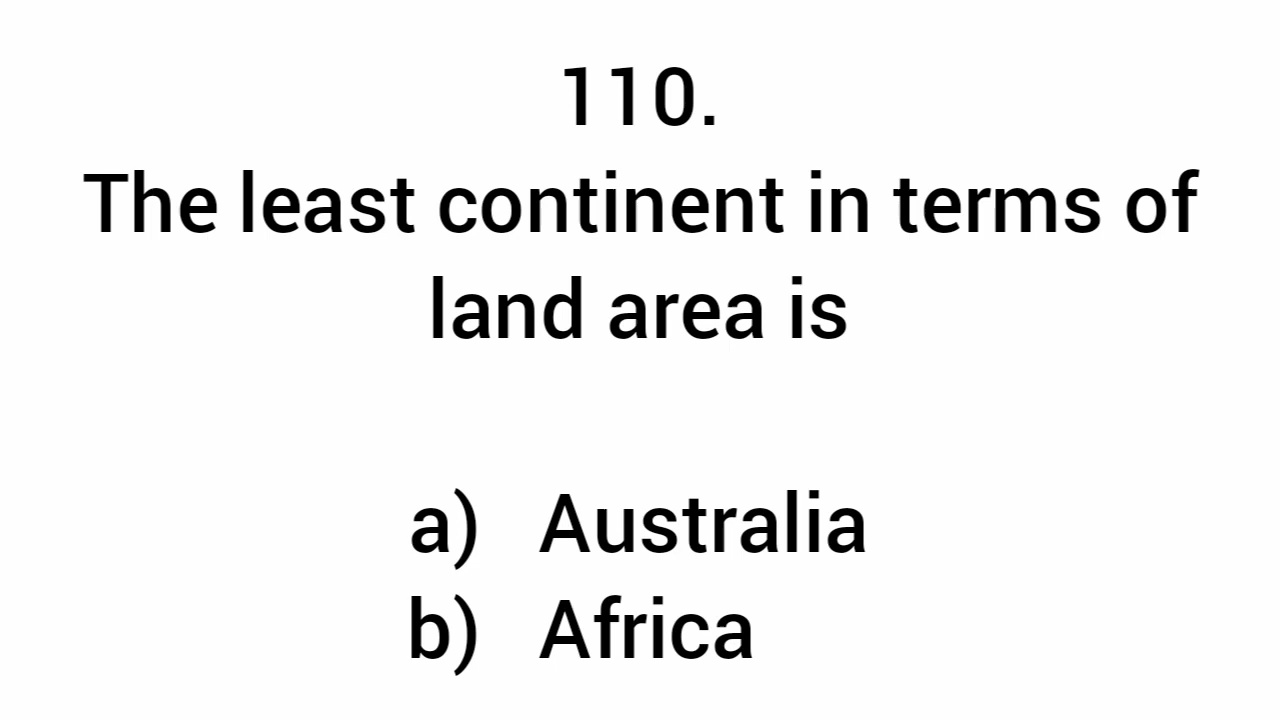 110.
The least continent in terms of
land area is
a) Australia
b) Africa